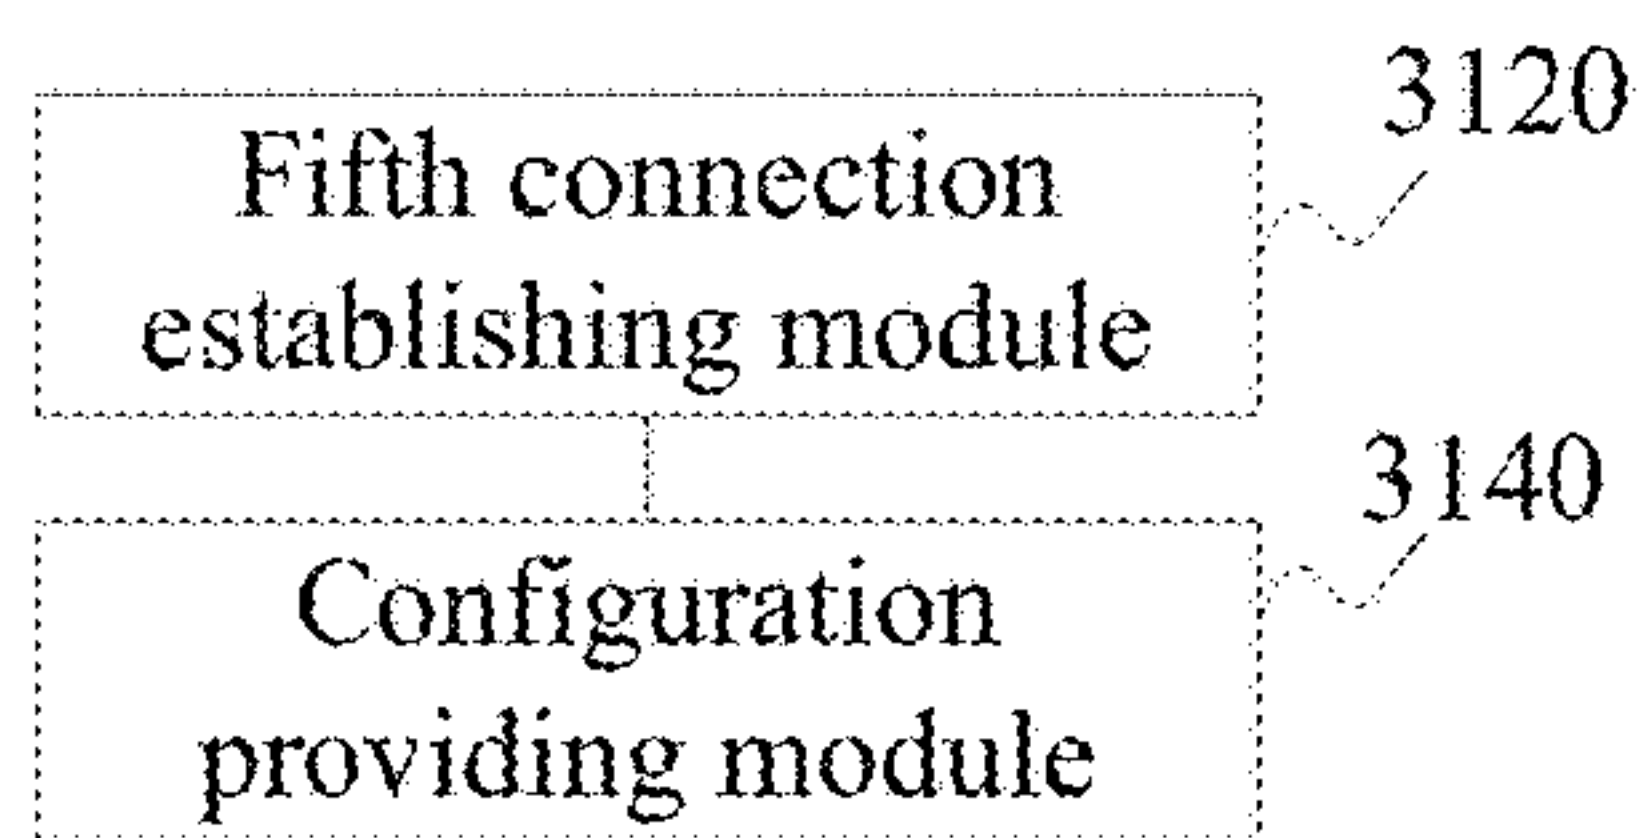 3120
Fifth connection
establishing module
3140
Configuration
providing module